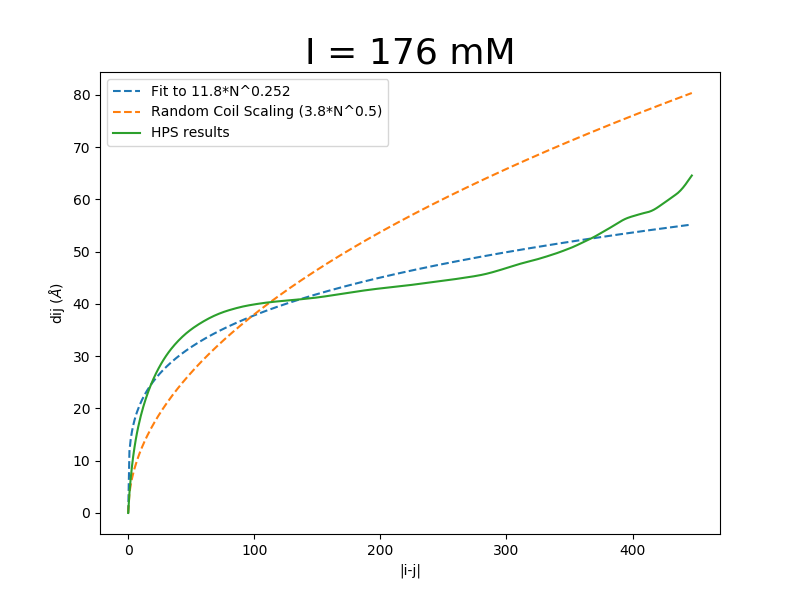 I = 176 mM
Fit to 11.8*N^0.252
Random Coil Scaling (3.8*N^0.5)
HPS results
80
70
60
50
40
30
20
10
0
dij (Å)
0 100 200 300 400
|i-j|